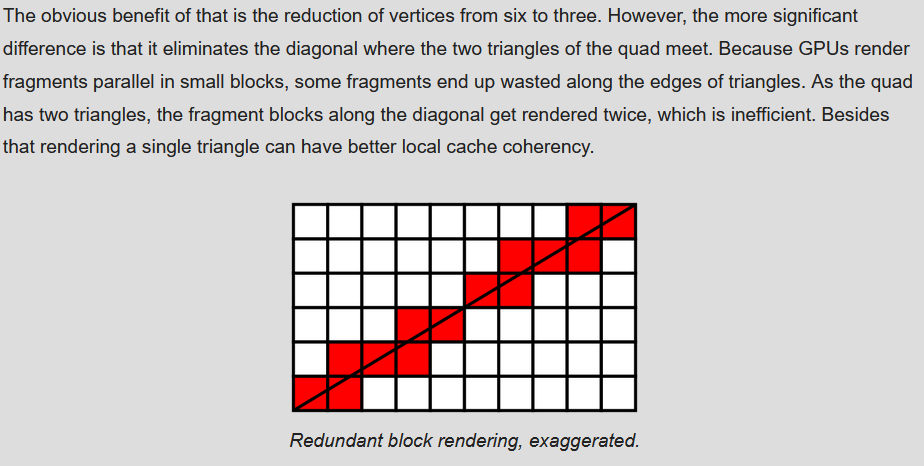 The obvious benefit of that is the reduction of vertices from six to three. However, the more significant
difference is that it eliminates the diagonal where the two triangles of the quad meet. Because GPUs render
fragments parallel in small blocks, some fragments end up wasted along the edges of triangles. As the quad
has two triangles, the fragment blocks along the diagonal get rendered twice, which is inefficient. Besides
that rendering a single triangle can have better local cache coherency.
Redundant block rendering, exaggerated.